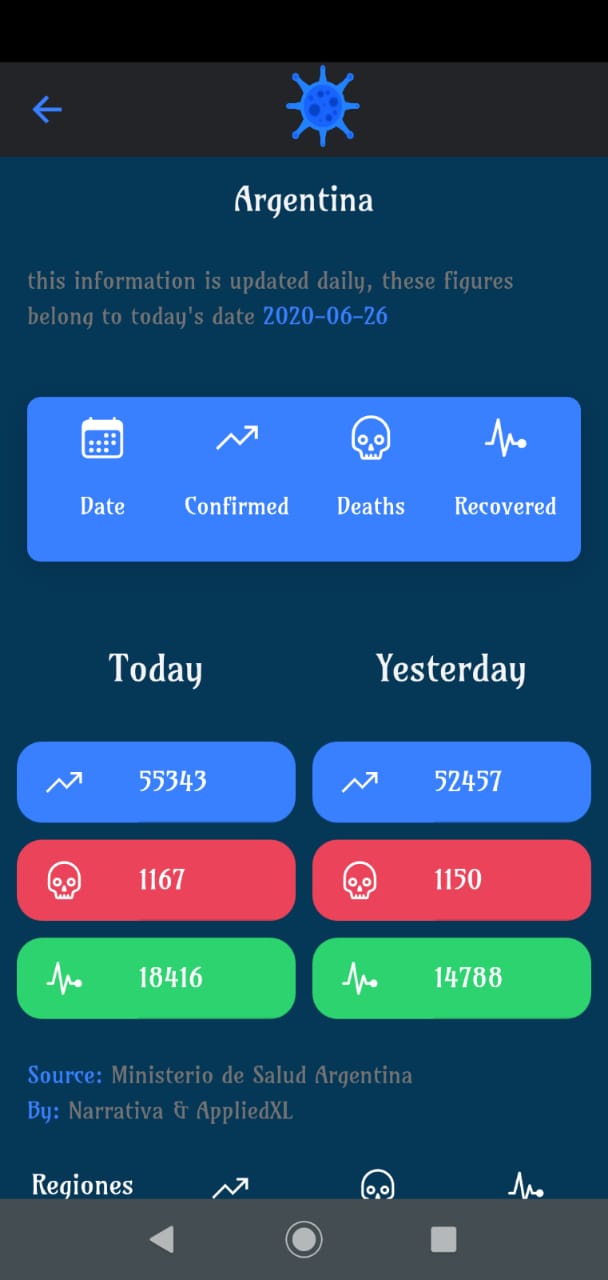 Argentina
this information is updated daily, these figures
belong to today's date 2020-06-26
Date Confirmed Deaths Recovered
Today Yesterday
55343 52457
1167 1150
18416 14788
Source: Ministerio de Salud Argentina
By: Narrativa & AppliedXL
Regiones